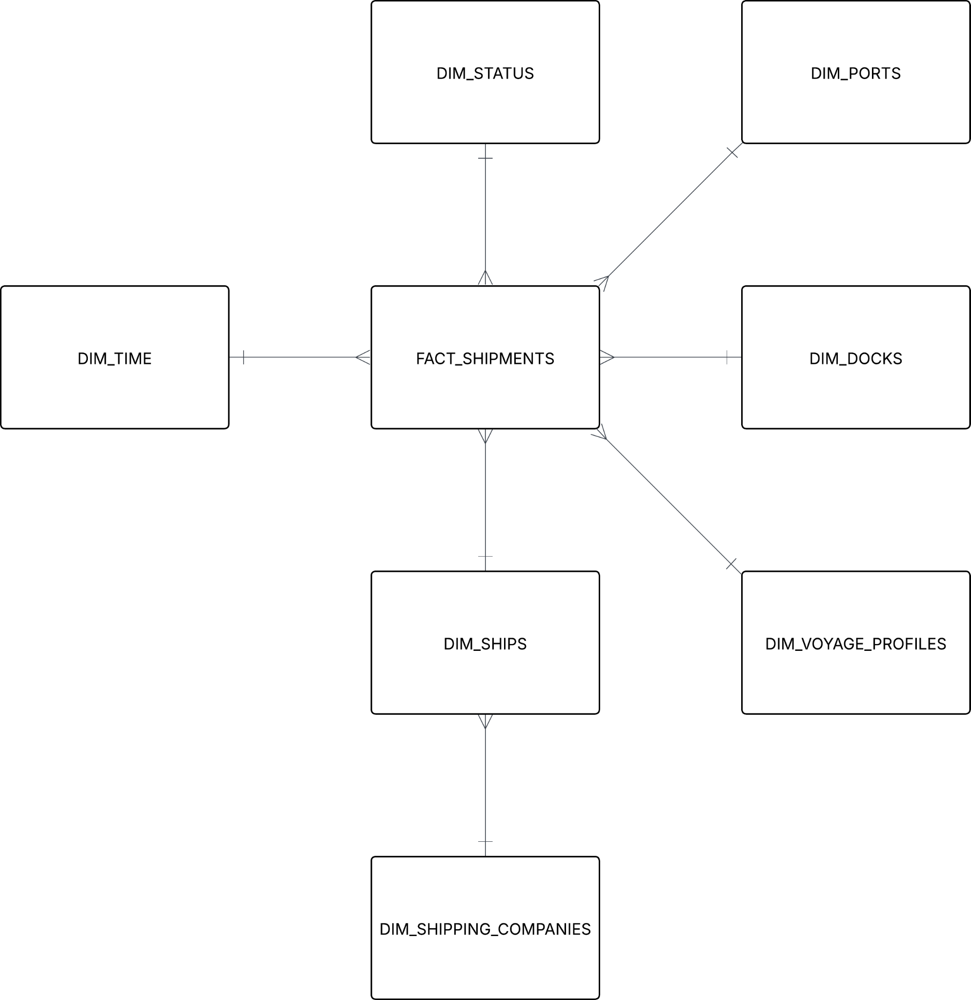 DIM_STATUS
DIM_PORTS
DIM_TIME
FACT_SHIPMENTS
DIM_DOCKS
DIM_SHIPS
DIM_VOYAGE_PROFILES
DIM_SHIPPING_COMPANIES